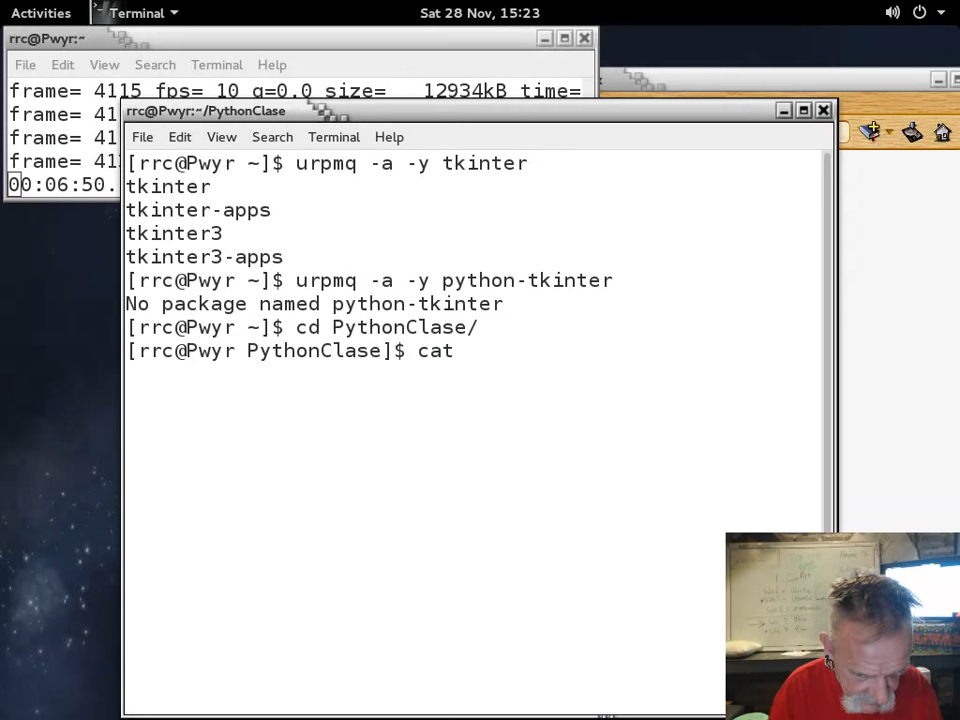 Activities
Terminal
Sat 28 Nov, 15:23
rrc@Pwyr:~
File Edit View Search Terminal Help
frame= 4115 fps= 10 q=0.0 size= 12934kB time=
frame= 41
frame= 41
frame= 41
00:06:50.
rrc@Pwyr:~/PythonClase
File Edit View Search Terminal Help
[rrc@Pwyr ~]$ urpmq -a -y tkinter
tkinter
tkinter-apps
tkinter3
tkinter3-apps
[rrc@Pwyr ~]$ urpmq -a -y python-tkinter
No package named python-tkinter
[rrc@Pwyr ~]$ cd PythonClase/
[rrc@Pwyr PythonClase]$ cat